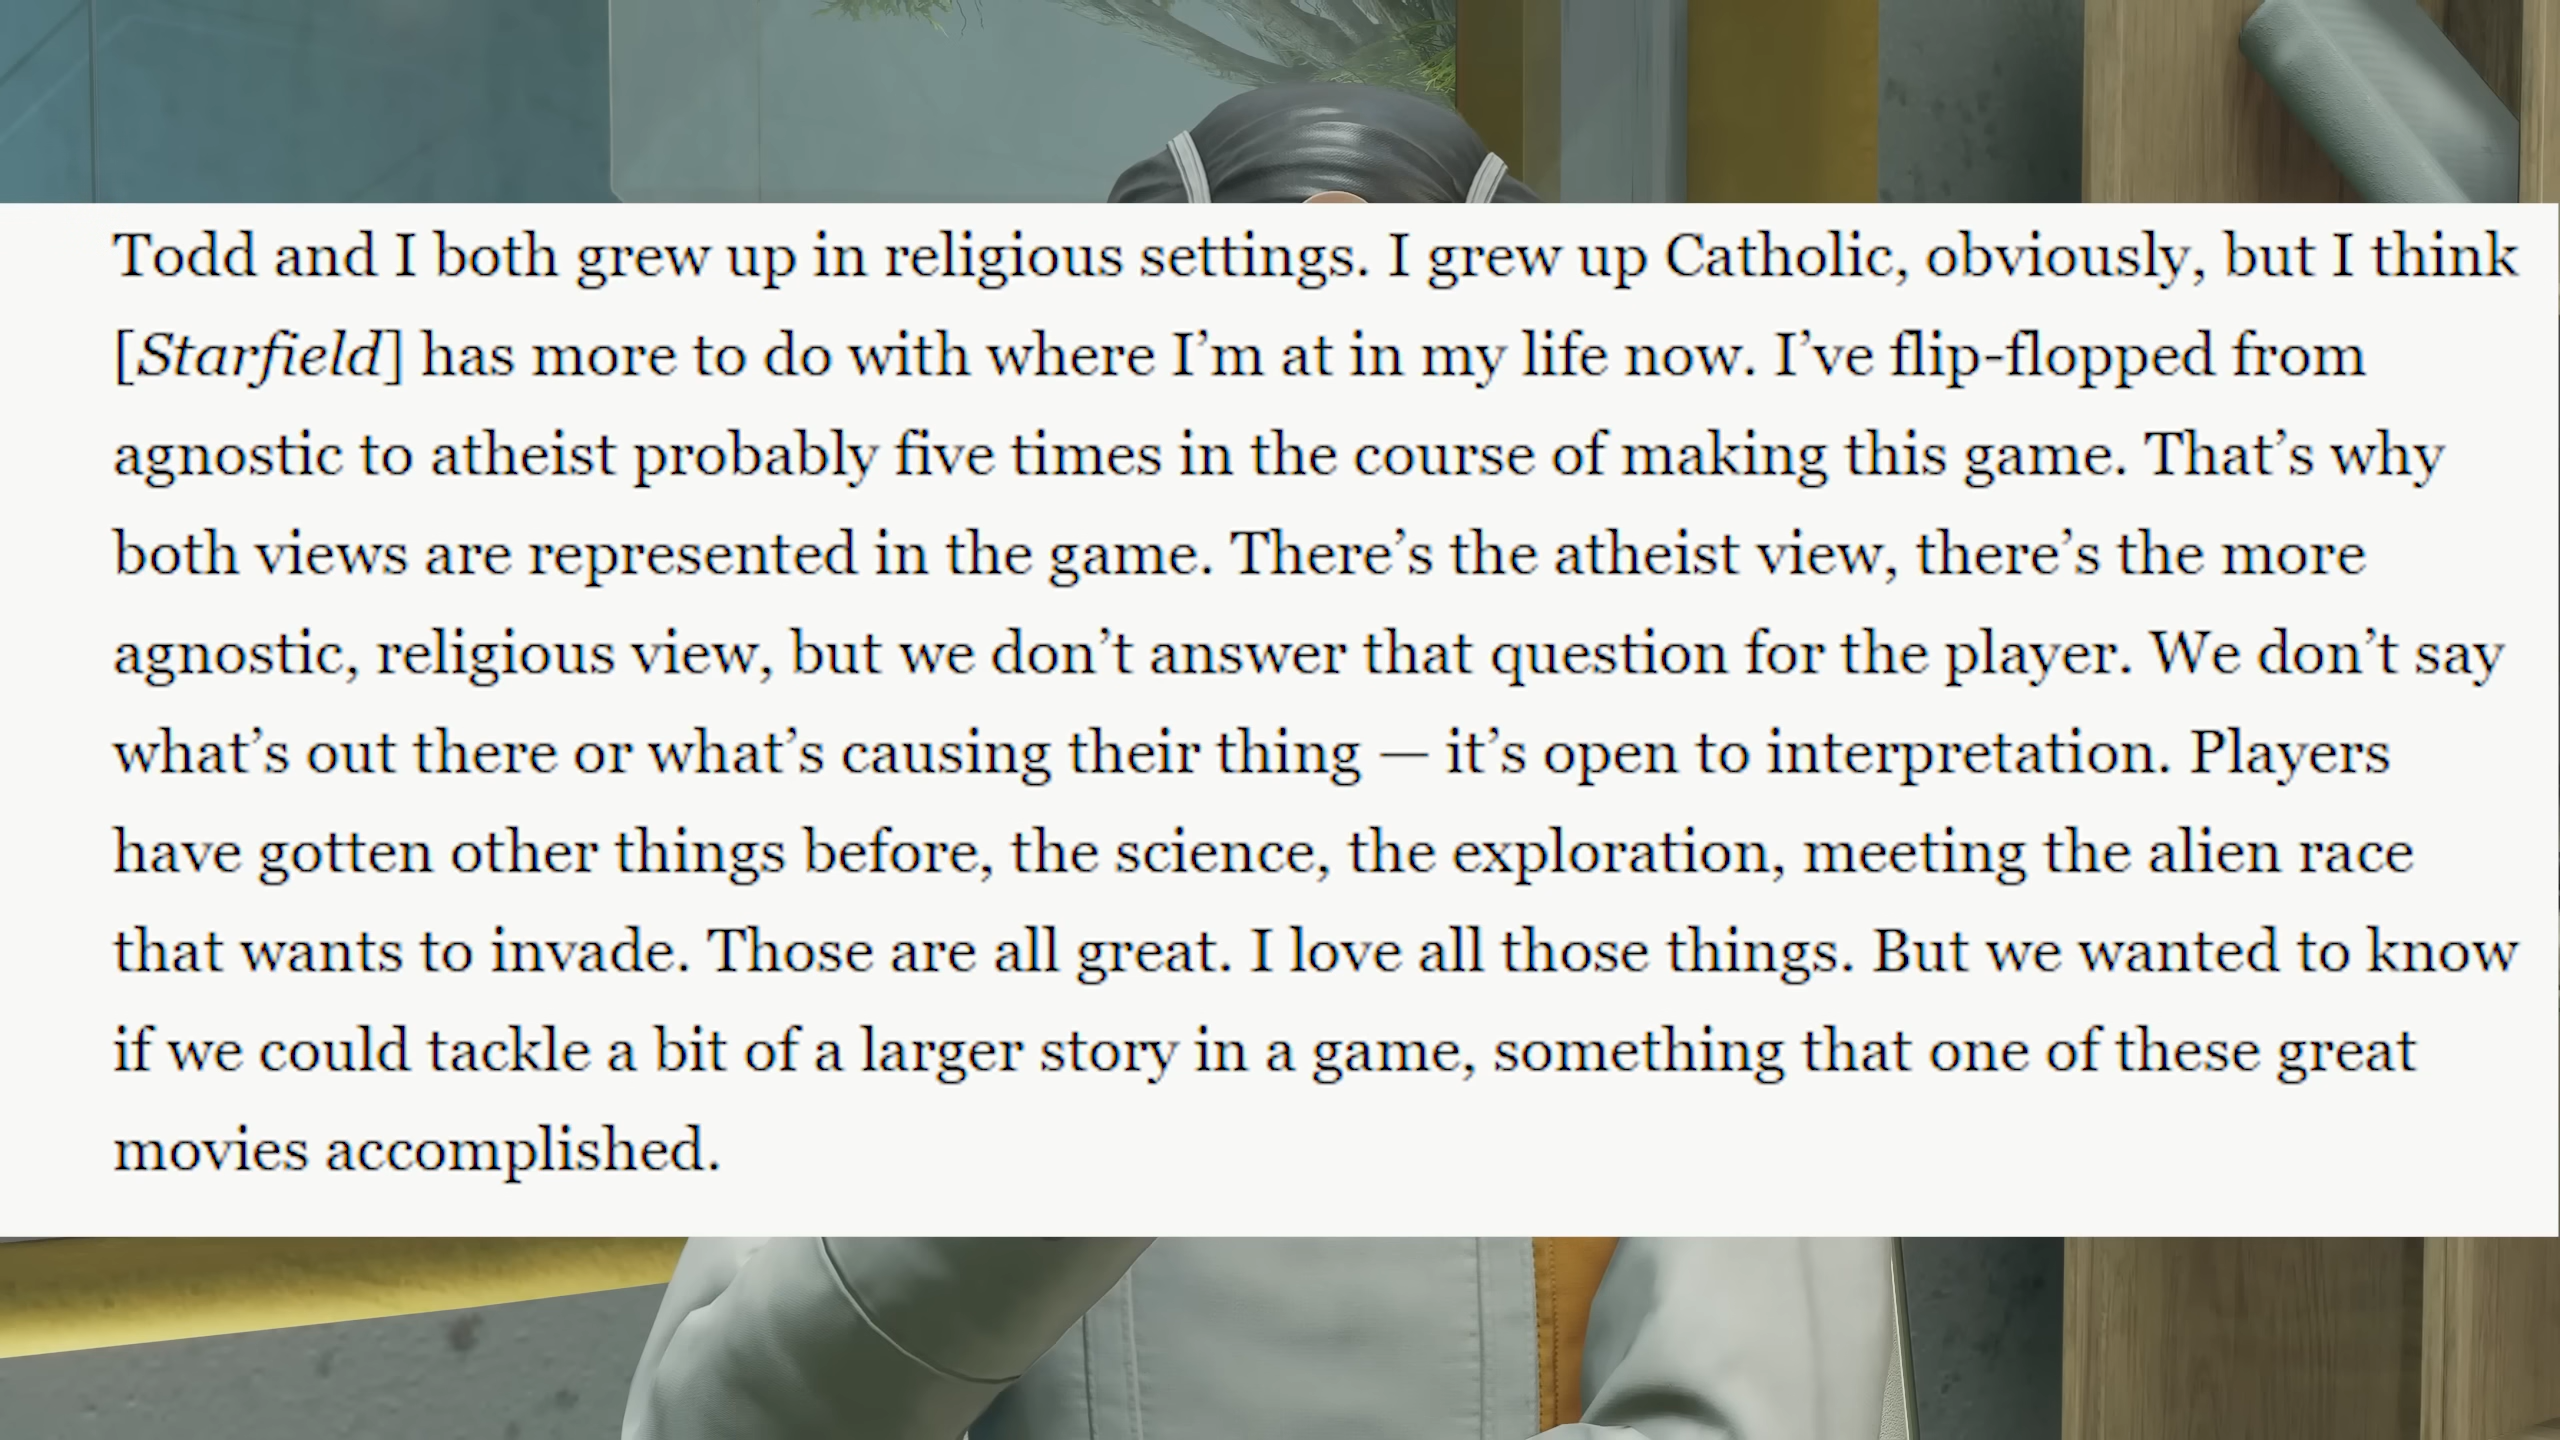 Todd and I both grew up in religious settings. I grew up Catholic, obviously, but I think
[Starfield] has more to do with where I’m at in my life now. I’ve flip-flopped from
agnostic to atheist probably five times in the course of making this game. That’s why
both views are represented in the game. There’s the atheist view, there’s the more
agnostic, religious view, but we don’t answer that question for the player. We don’t say
what’s out there or what’s causing their thing — it’s open to interpretation. Players
have gotten other things before, the science, the exploration, meeting the alien race
that wants to invade. Those are all great. I love all those things. But we wanted to know
if we could tackle a bit of a larger story in a game, something that one of these great
movies accomplished.